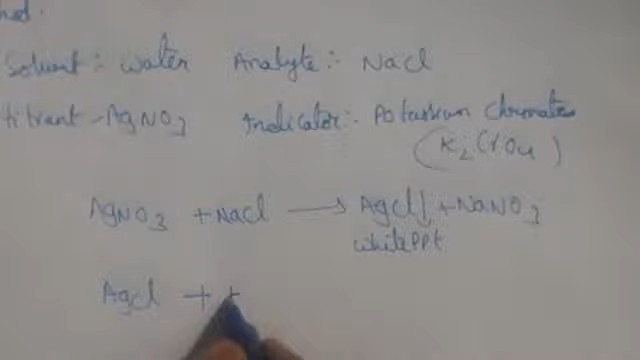 Solvent :- water Analyte :- NaCl
titrant - AgNO3 Indicator :- Potassium Chromate
(K2CrO4)
AgNO3 + NaCl → AgCl↓ + NaNO3
white PPt
AgCl +